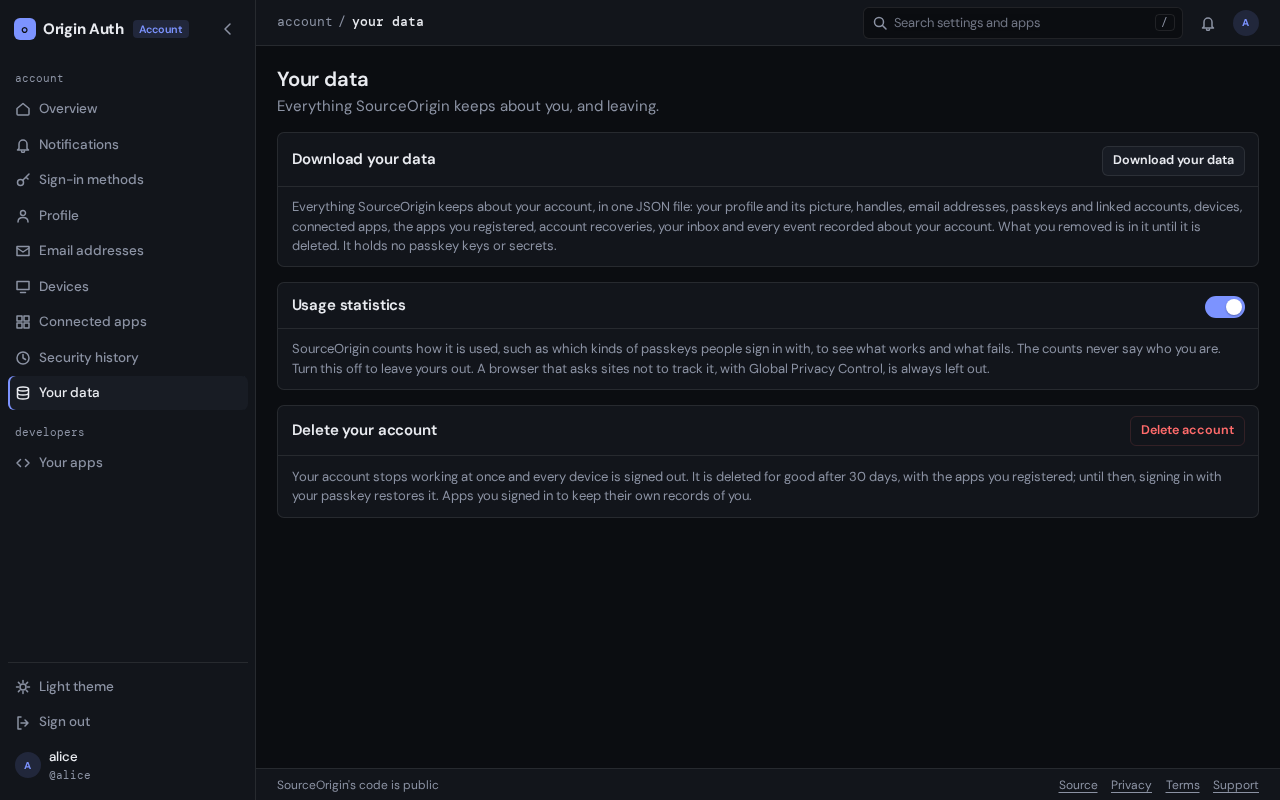 o Origin Auth Account
account
Overview
Notifications
Sign-in methods
Profile
Email addresses
Devices
Connected apps
Security history
Your data
developers
Your apps
Light theme
Sign out
A alice
@alice
account / your data
Search settings and apps /
A
Your data
Everything SourceOrigin keeps about you, and leaving.
Download your data
Download your data
Everything SourceOrigin keeps about your account, in one JSON file: your profile and its picture, handles, email addresses, passkeys and linked accounts, devices,
connected apps, the apps you registered, account recoveries, your inbox and every event recorded about your account. What you removed is in it until it is
deleted. It holds no passkey keys or secrets.
Usage statistics
SourceOrigin counts how it is used, such as which kinds of passkeys people sign in with, to see what works and what fails. The counts never say who you are.
Turn this off to leave yours out. A browser that asks sites not to track it, with Global Privacy Control, is always left out.
Delete your account
Delete account
Your account stops working at once and every device is signed out. It is deleted for good after 30 days, with the apps you registered; until then, signing in with
your passkey restores it. Apps you signed in to keep their own records of you.
SourceOrigin's code is public
Source Privacy Terms Support